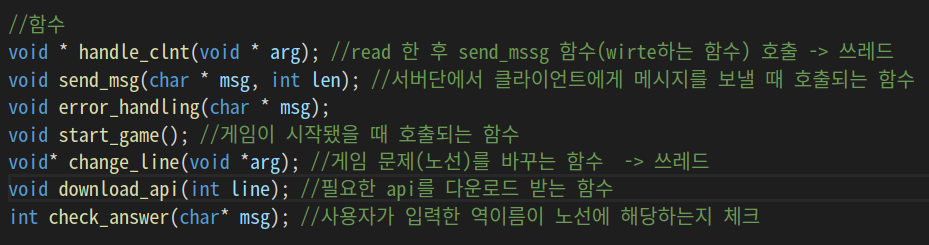 //함수
void * handle_clnt(void * arg); //read 한 후 send_mssg 함수(wirte하는 함수) 호출 -> 쓰레드
void send_msg(char * msg, int len); //서버단에서 클라이언트에게 메시지를 보낼 때 호출되는 함수
void error_handling(char * msg);
void start_game(); //게임이 시작됐을 때 호출되는 함수
void* change_line(void *arg); //게임 문제(노선)를 바꾸는 함수  -> 쓰레드
void download_api(int line); //필요한 api를 다운로드 받는 함수
int check_answer(char* msg); //사용자가 입력한 역이름이 노선에 해당하는지 체크